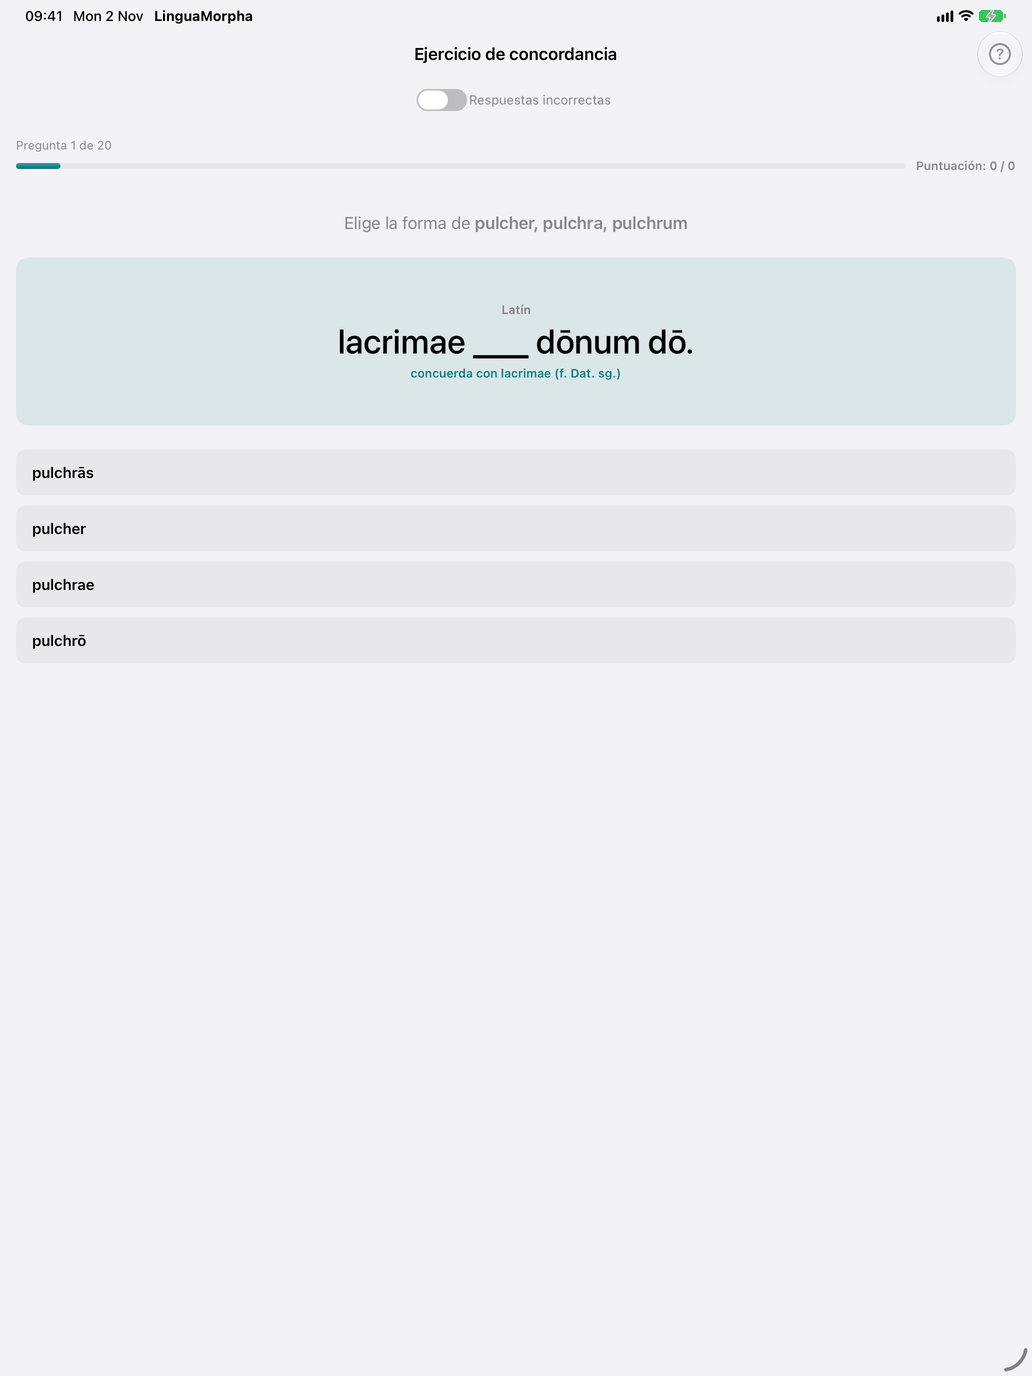 09:41 Mon 2 Nov LinguaMorpha
Ejercicio de concordancia
?
Respuestas incorrectas
Pregunta 1 de 20
Puntuación: 0 / 0
Elige la forma de pulcher, pulchra, pulchrum
Latín
lacrimae ____ dōnum dō.
concuerda con lacrimae (f. Dat. sg.)
pulchrās
pulcher
pulchrae
pulchrō